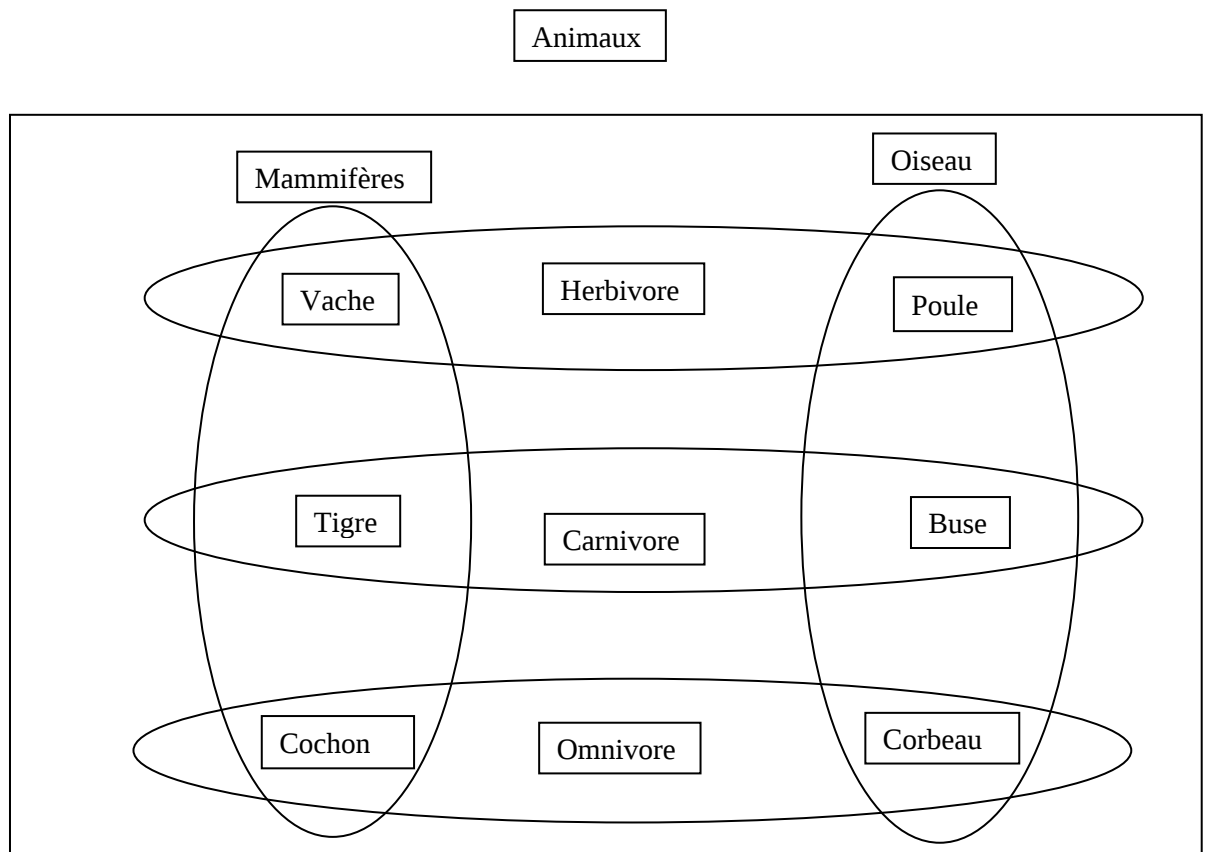 Animaux
Mammifères
Oiseau
Vache
Herbivore
Poule
Tigre
Carnivore
Buse
Cochon
Omnivore
Corbeau